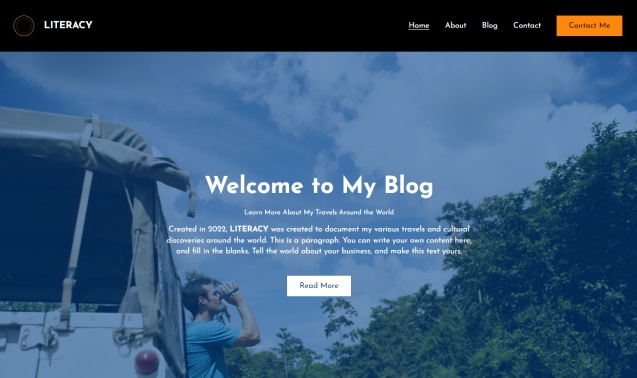 LITERACY
Home About Blog Contact Contact Me
Welcome to My Blog
Learn More About My Travels Around the World
Created in 2022, LITERACY was created to document my various travels and cultural
discoveries around the world. This is a paragraph. You can write your own content here,
and fill in the blanks. Tell the world about your business, and make this text yours.
Read More